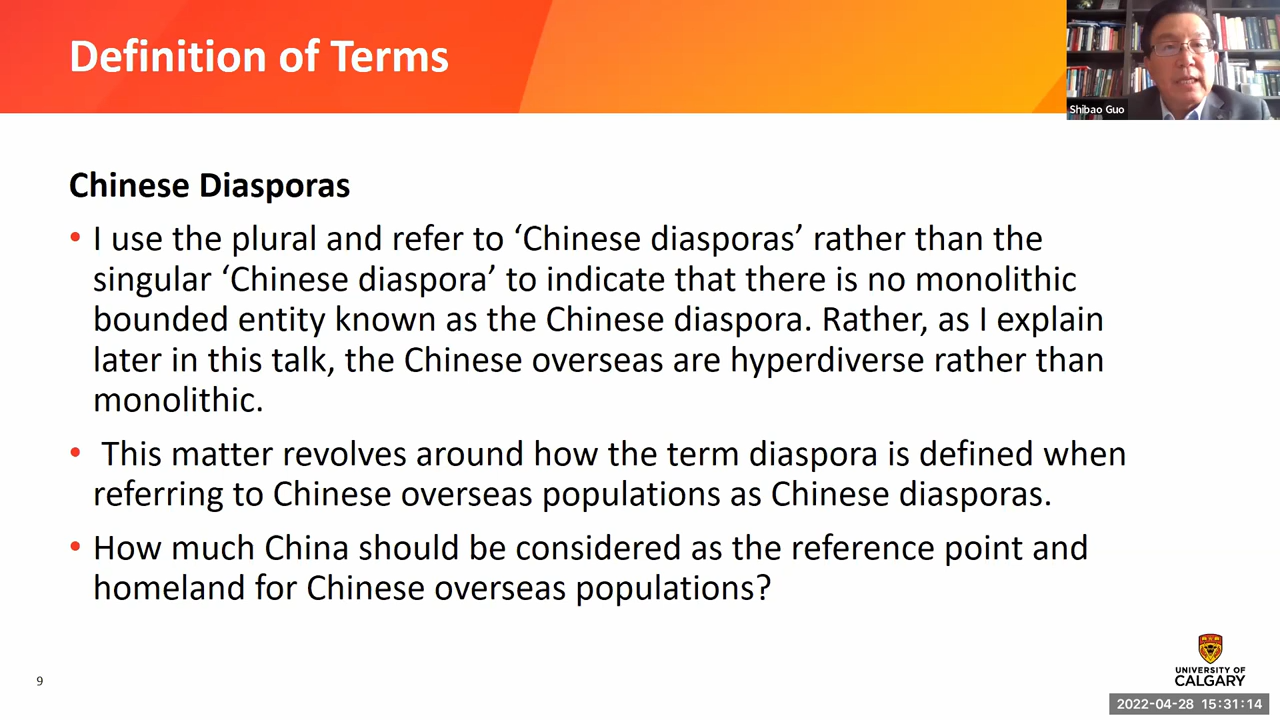 Definition of Terms
Shibao Guo
Chinese Diasporas
• I use the plural and refer to ‘Chinese diasporas’ rather than the
singular ‘Chinese diaspora’ to indicate that there is no monolithic
bounded entity known as the Chinese diaspora. Rather, as I explain
later in this talk, the Chinese overseas are hyperdiverse rather than
monolithic.
• This matter revolves around how the term diaspora is defined when
referring to Chinese overseas populations as Chinese diasporas.
• How much China should be considered as the reference point and
homeland for Chinese overseas populations?
9
UNIVERSITY OF
CALGARY
2022-04-28 15:31:14